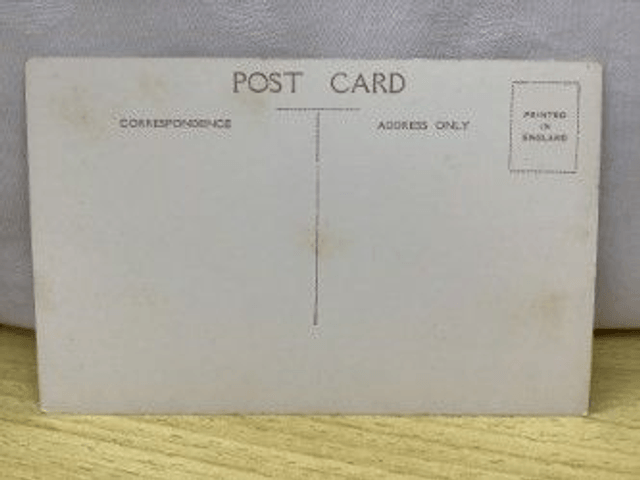 POST CARD
CORRESPONDENCE
ADDRESS ONLY
PRINTED
IN
ENGLAND